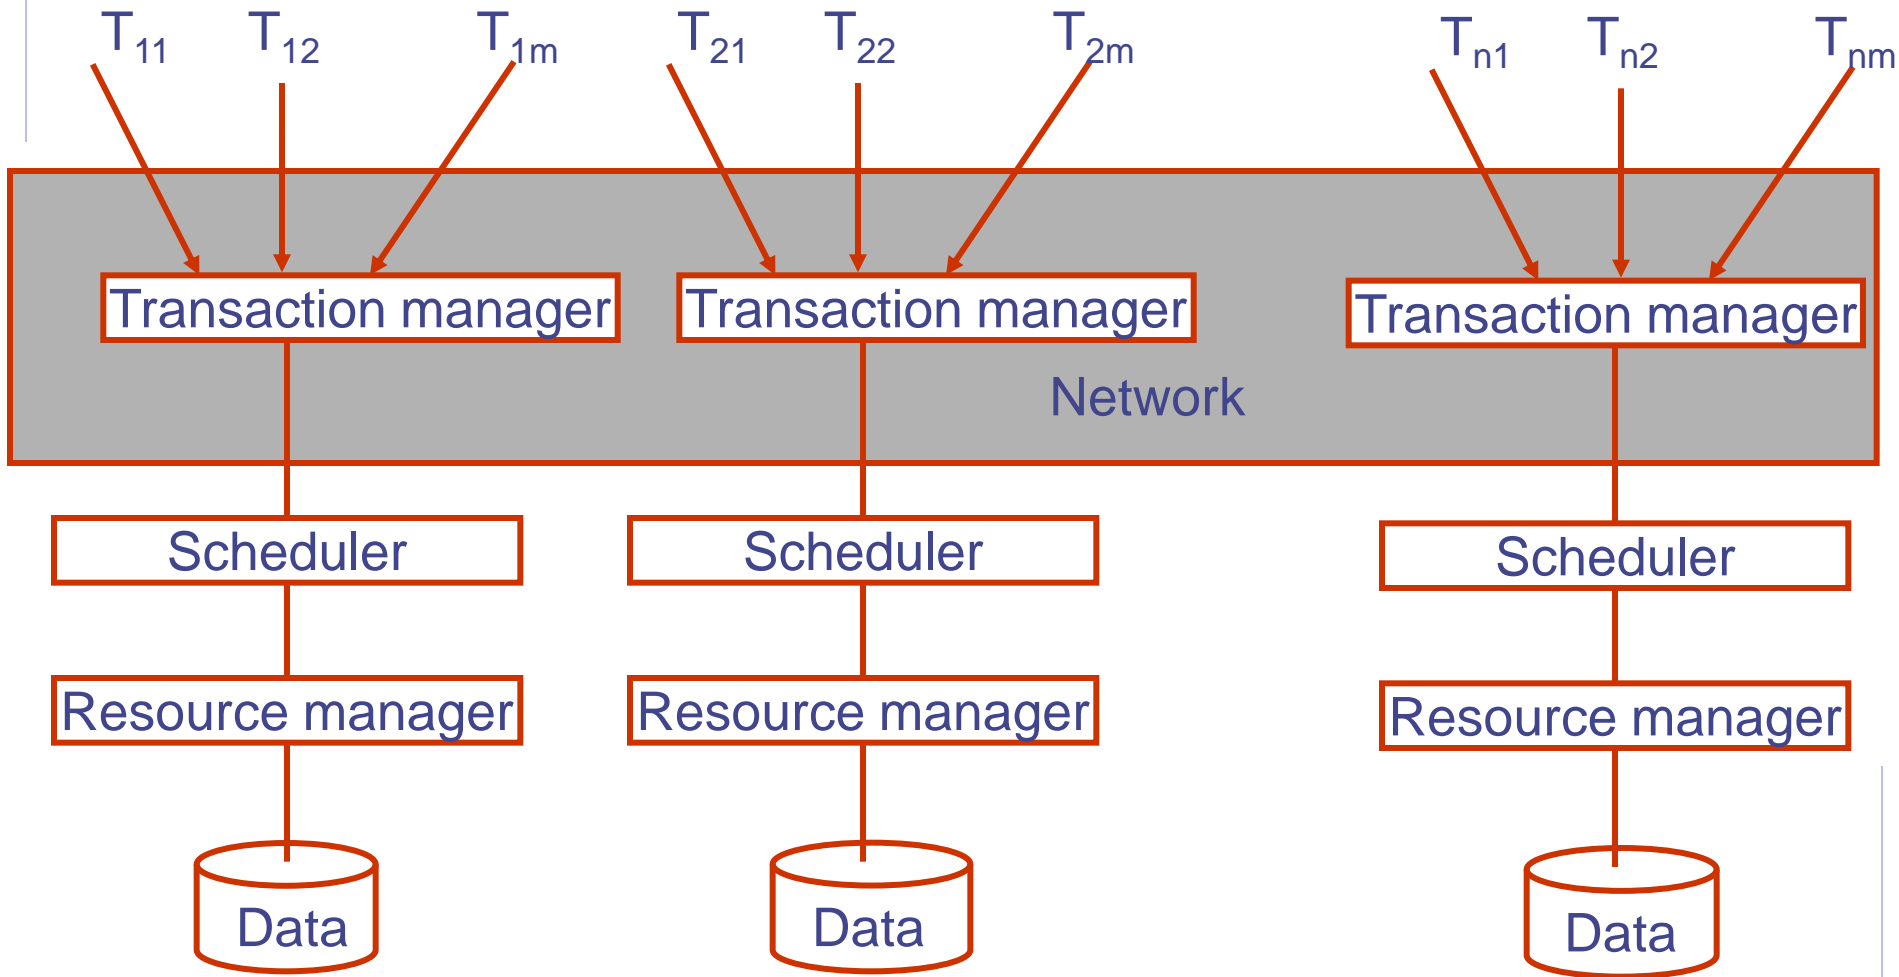 T11 T12 T1m T21 T22 T2m Tn1 Tn2 Tnm
Transaction manager Transaction manager Transaction manager
Network
Scheduler Scheduler Scheduler
Resource manager Resource manager Resource manager
Data Data Data